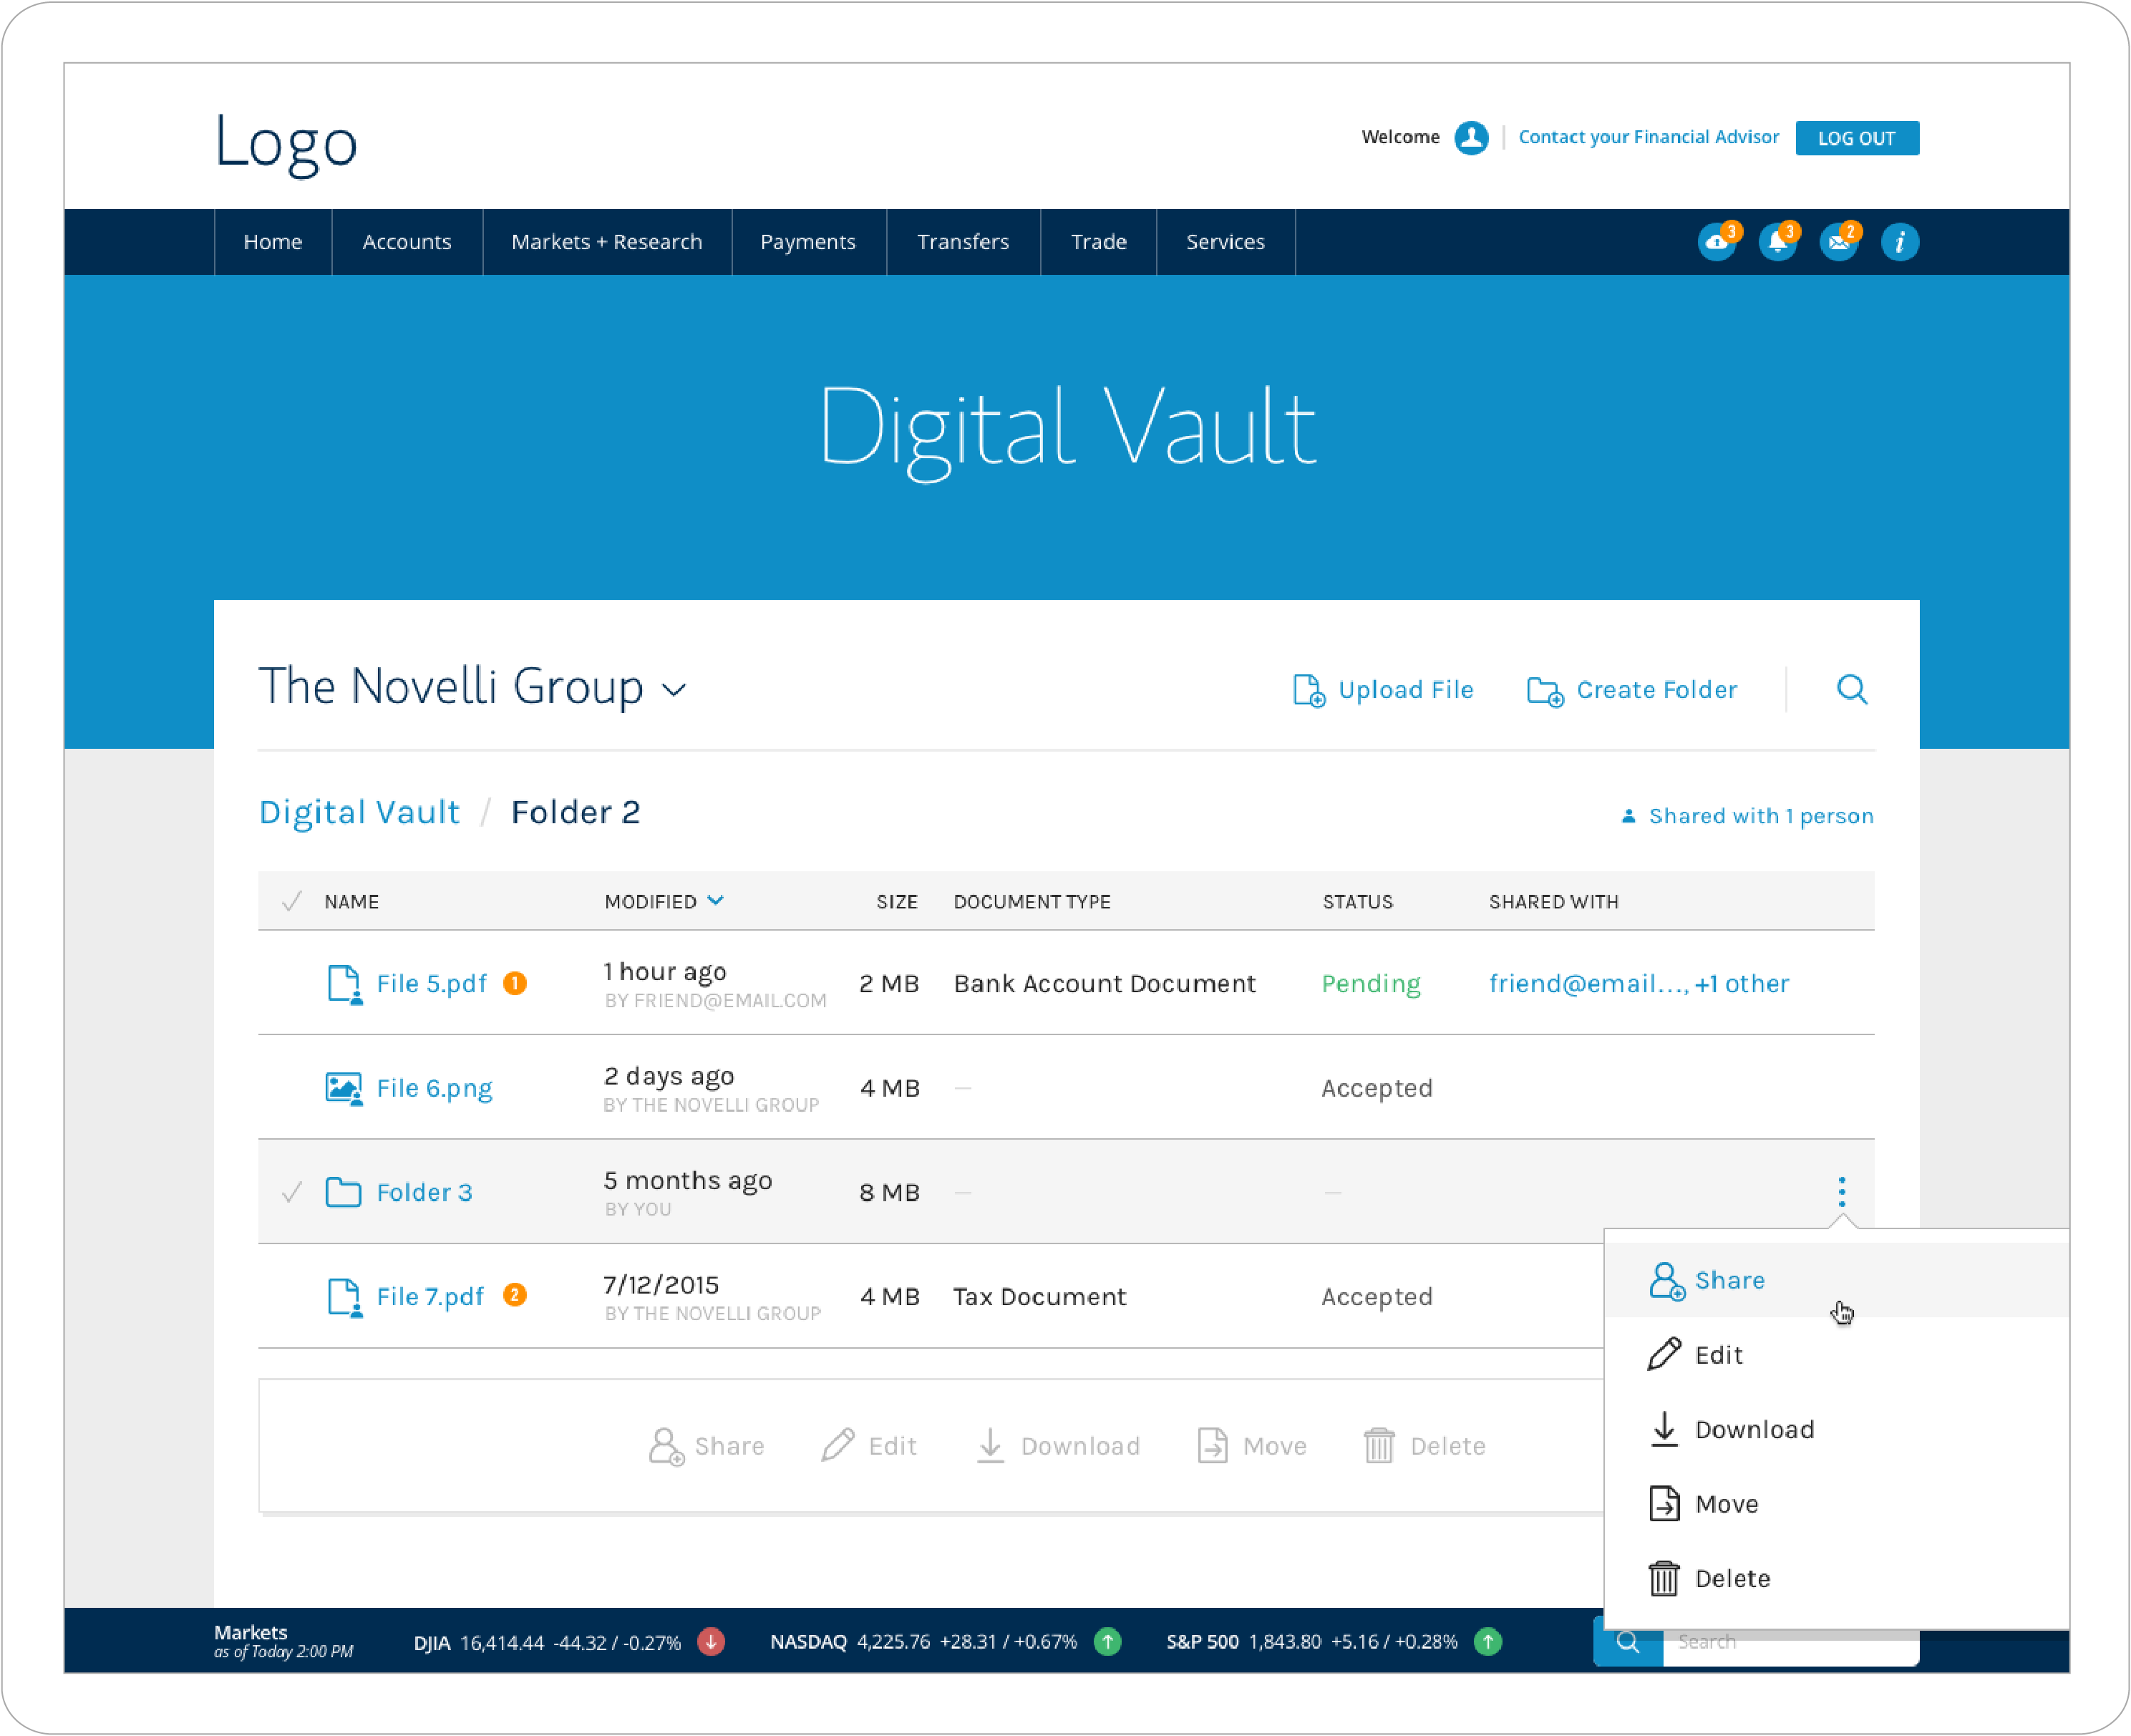 Logo
Welcome Contact your Financial Advisor LOG OUT
Home Accounts Markets + Research Payments Transfers Trade Services 3 3 2 i
Digital Vault
The Novelli Group Upload File Create Folder
Digital Vault / Folder 2 Shared with 1 person
NAME MODIFIED SIZE DOCUMENT TYPE STATUS SHARED WITH
File 5.pdf 1 1 hour ago 2 MB Bank Account Document Pending friend@email..., +1 other
BY FRIEND@EMAIL.COM
File 6.png 2 days ago 4 MB — Accepted
BY THE NOVELLI GROUP
Folder 3 5 months ago 8 MB — —
BY YOU
File 7.pdf 2 7/12/2015 4 MB Tax Document Accepted
BY THE NOVELLI GROUP
Share
Edit
Download
Move
Delete
Share Edit Download Move Delete
Markets
as of Today 2:00 PM
DJIA 16,414.44 -44.32 / -0.27% NASDAQ 4,225.76 +28.31 / +0.67% S&P 500 1,843.80 +5.16 / +0.28% Search